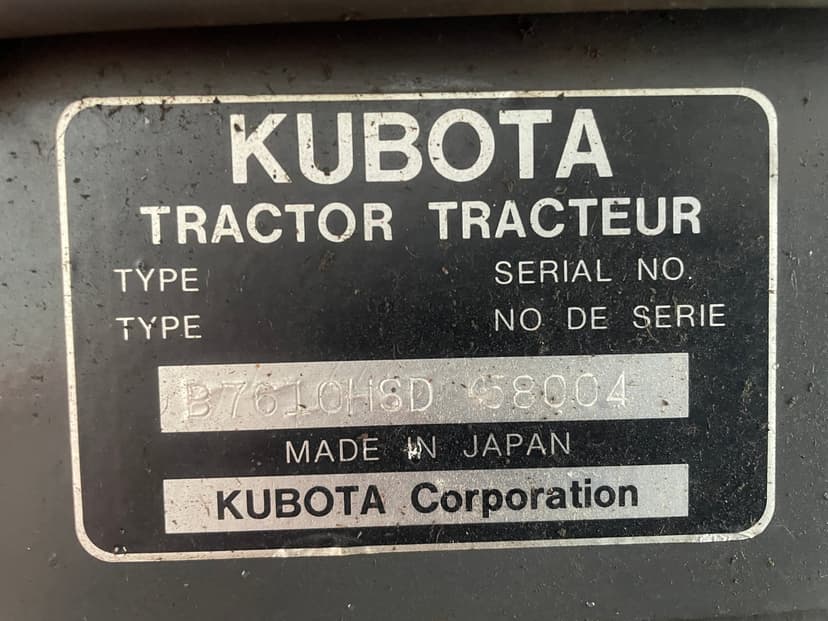 KUBOTA
TRACTOR TRACTEUR
TYPE SERIAL NO.
TYPE NO DE SERIE
B7610HSD 58004
MADE IN JAPAN
KUBOTA Corporation